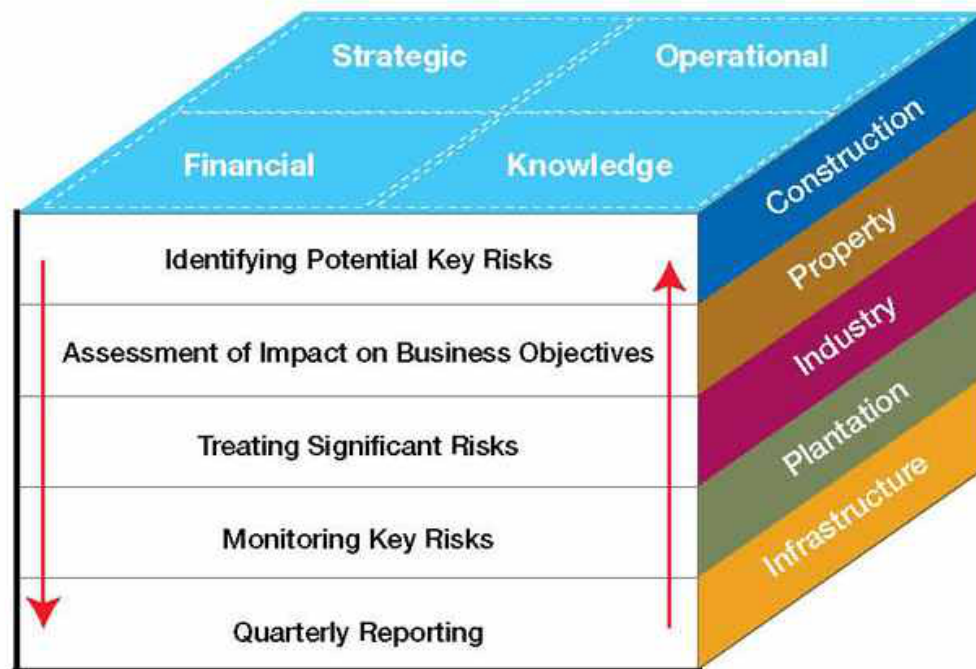 Strategic
Operational
Financial
Knowledge
Identifying Potential Key Risks
Assessment of Impact on Business Objectives
Treating Significant Risks
Monitoring Key Risks
Quarterly Reporting
Construction
Property
Industry
Plantation
Infrastructure